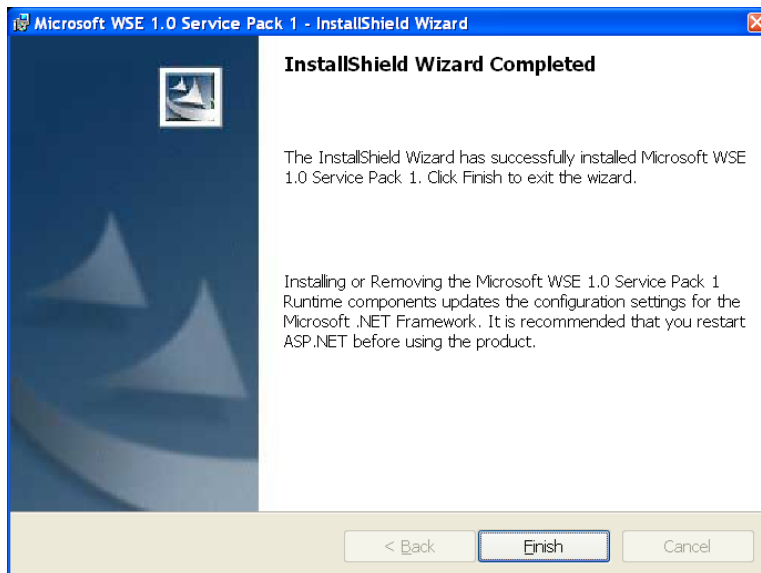 Microsoft WSE 1.0 Service Pack 1 - InstallShield Wizard
InstallShield Wizard Completed
The InstallShield Wizard has successfully installed Microsoft WSE
1.0 Service Pack 1. Click Finish to exit the wizard.
Installing or Removing the Microsoft WSE 1.0 Service Pack 1
Runtime components updates the configuration settings for the
Microsoft .NET Framework. It is recommended that you restart
ASP.NET before using the product.
< Back Finish Cancel